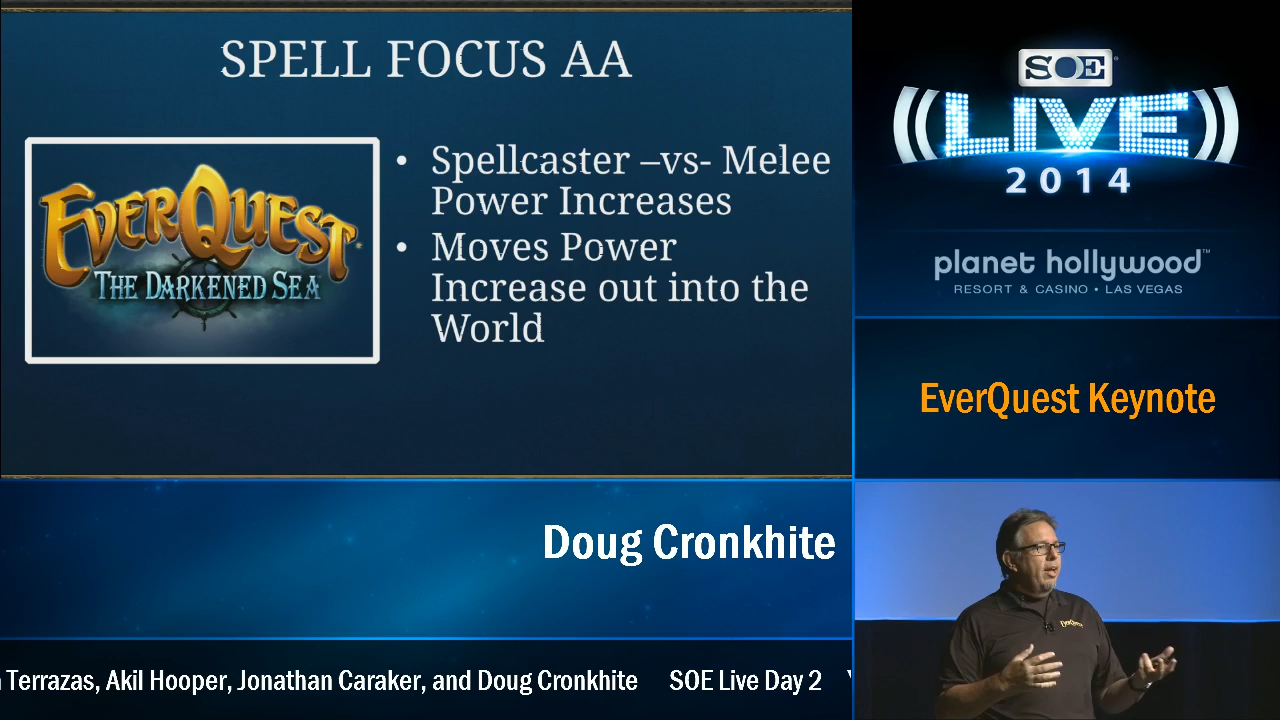 SPELL FOCUS AA
EVERQUEST
THE DARKENED SEA
• Spellcaster –vs- Melee
Power Increases
• Moves Power
Increase out into the
World
SOE
LIVE
2014
planet hollywood™
RESORT & CASINO • LAS VEGAS
EverQuest Keynote
Doug Cronkhite
EVERQUEST
Terrazas, Akil Hooper, Jonathan Caraker, and Doug Cronkhite SOE Live Day 2